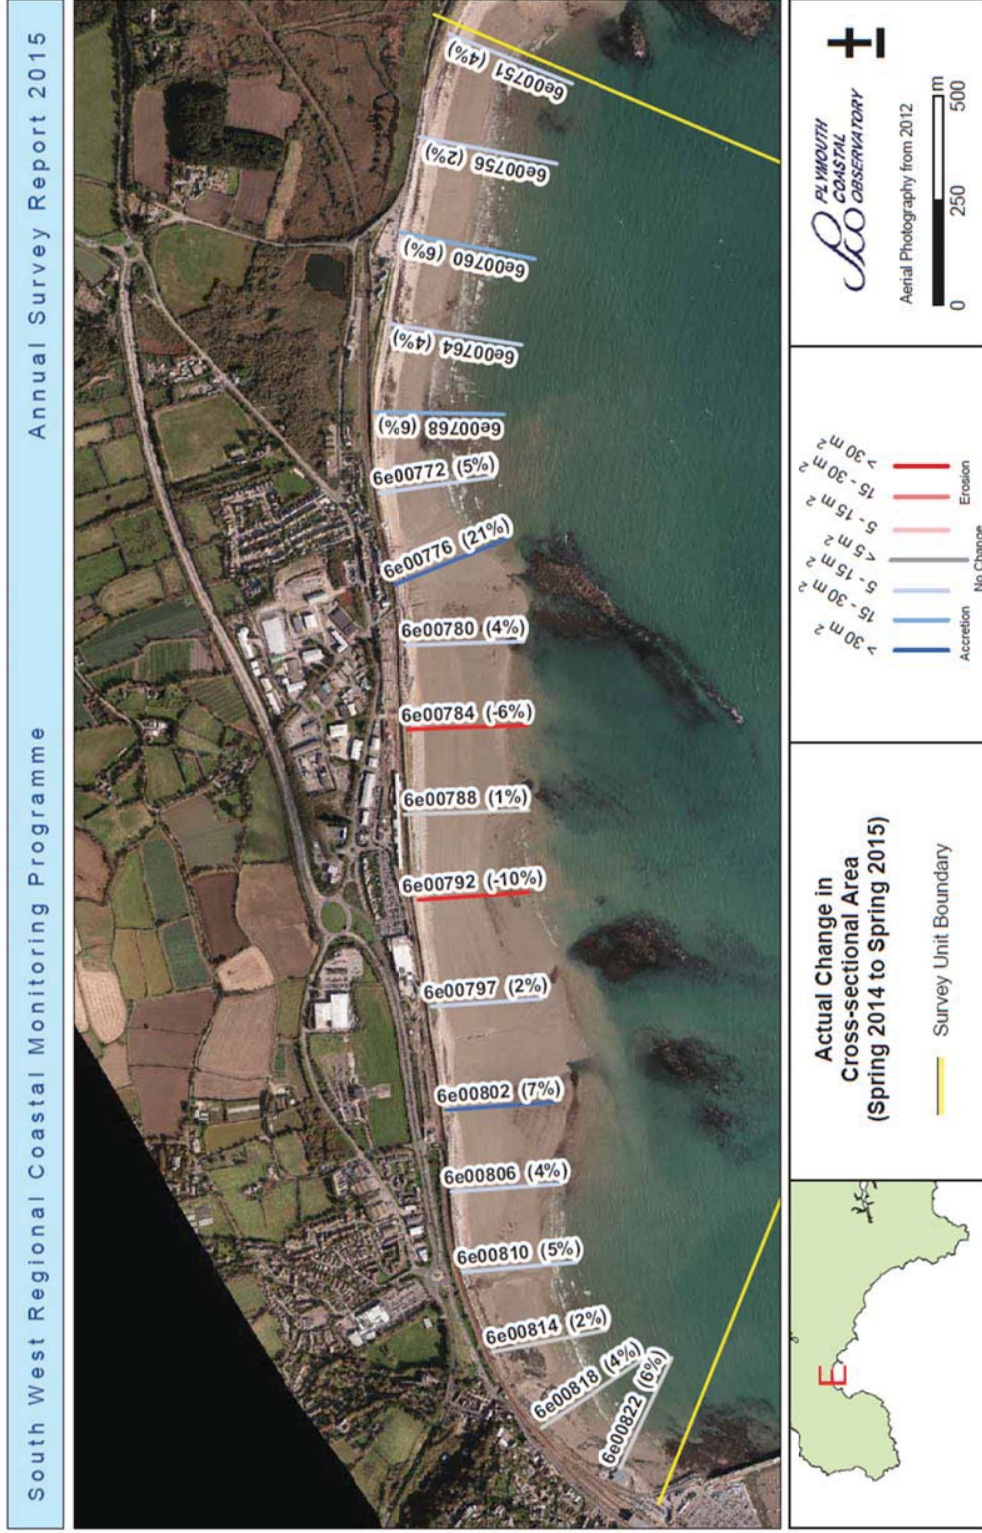 South West Regional Coastal Monitoring Programme
Annual Survey Report 2015
6e00822 (6%)
6e00818 (4%)
6e00814 (2%)
6e00810 (5%)
6e00806 (4%)
6e00802 (7%)
6e00797 (2%)
6e00792 (-10%)
6e00788 (1%)
6e00784 (-6%)
6e00780 (4%)
6e00776 (21%)
6e00772 (5%)
6e00768 (6%)
6e00764 (4%)
6e00760 (6%)
6e00756 (2%)
6e00751 (4%)
E
Actual Change in
Cross-sectional Area
(Spring 2014 to Spring 2015)
Survey Unit Boundary
> 30 m²
15 - 30 m²
5 - 15 m²
< 5 m²
5 - 15 m²
15 - 30 m²
> 30 m²
Accretion
No Change
Erosion
PCO PLYMOUTH
COASTAL
OBSERVATORY
Aerial Photography from 2012
0 250 500 m